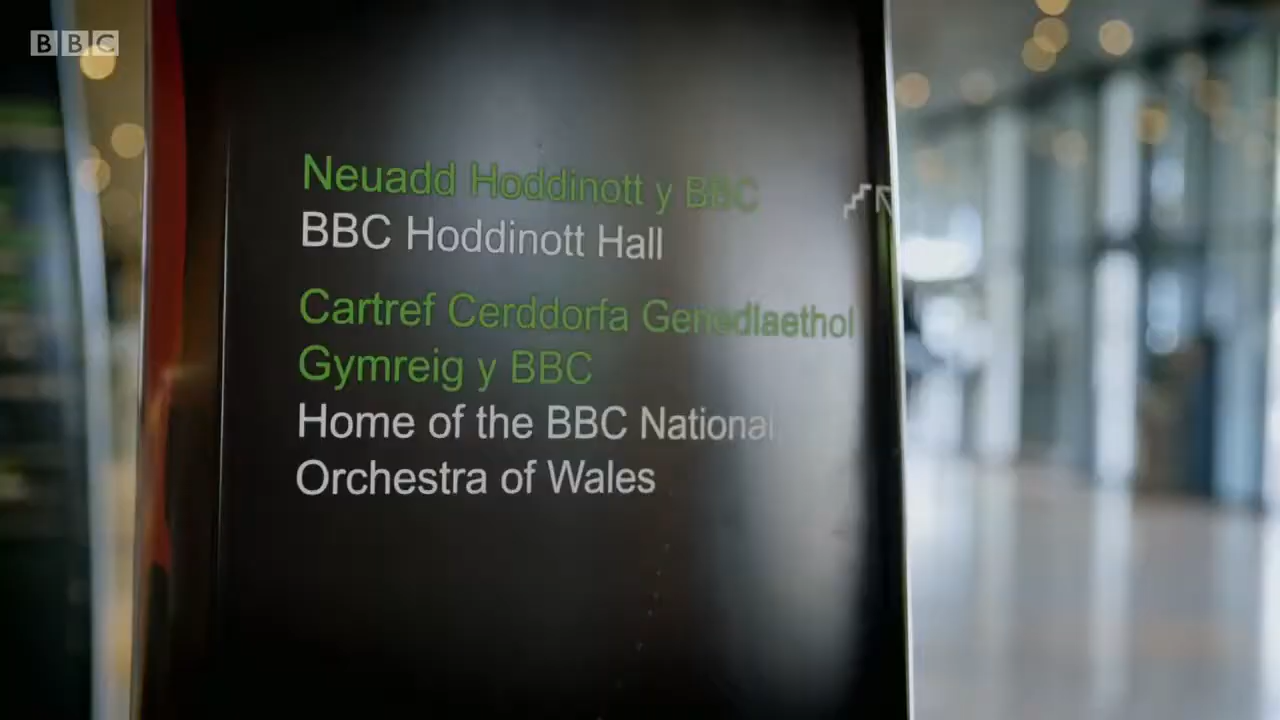 BBC
Neuadd Hoddinott y BBC
BBC Hoddinott Hall
Cartref Cerddorfa Genedlaethol
Gymreig y BBC
Home of the BBC National
Orchestra of Wales